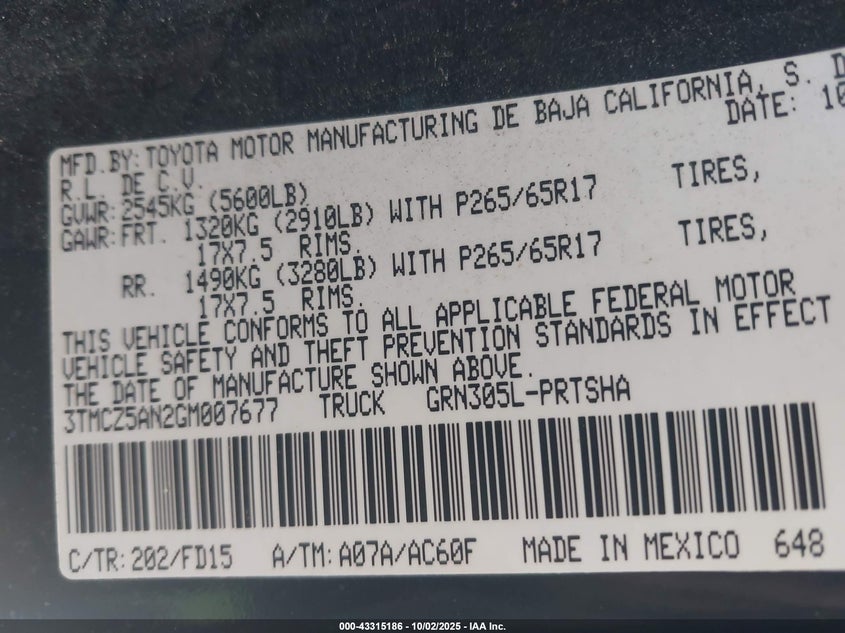 MFD.BY: TOYOTA MOTOR MANUFACTURING DE BAJA CALIFORNIA, S. D
R.L. DE C.V. DATE: 10
GVWR: 2545KG (5600LB)
GAWR: FRT. 1320KG (2910LB) WITH P265/65R17 TIRES,
17X7.5 RIMS.
RR. 1490KG (3280LB) WITH P265/65R17 TIRES,
17X7.5 RIMS.
THIS VEHICLE CONFORMS TO ALL APPLICABLE FEDERAL MOTOR
VEHICLE SAFETY AND THEFT PREVENTION STANDARDS IN EFFECT
THE DATE OF MANUFACTURE SHOWN ABOVE.
3TMCZ5AN2GM007677 TRUCK GRN305L-PRTSHA
C/TR: 202/FD15 A/TM: A07A/AC60F MADE IN MEXICO 648
000-43315186 - 10/02/2025 - IAA Inc.